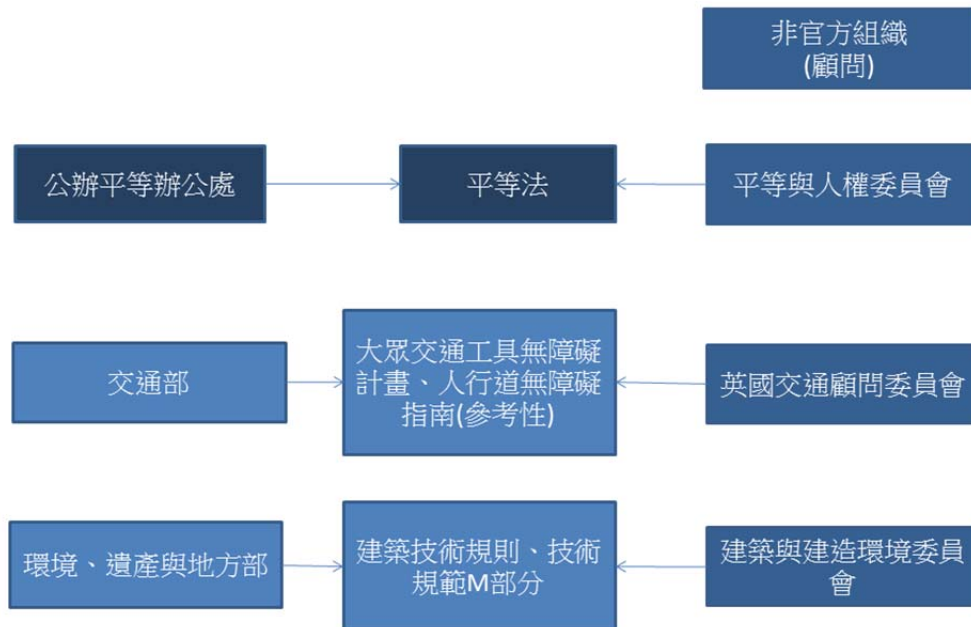 非官方組織
(顧問)
公辦平等辦公處
平等法
平等與人權委員會
交通部
大眾交通工具無障礙
計畫、人行道無障礙
指南(參考性)
英國交通顧問委員會
環境、遺產與地方部
建築技術規則、技術
規範M部分
建築與建造環境委員
會